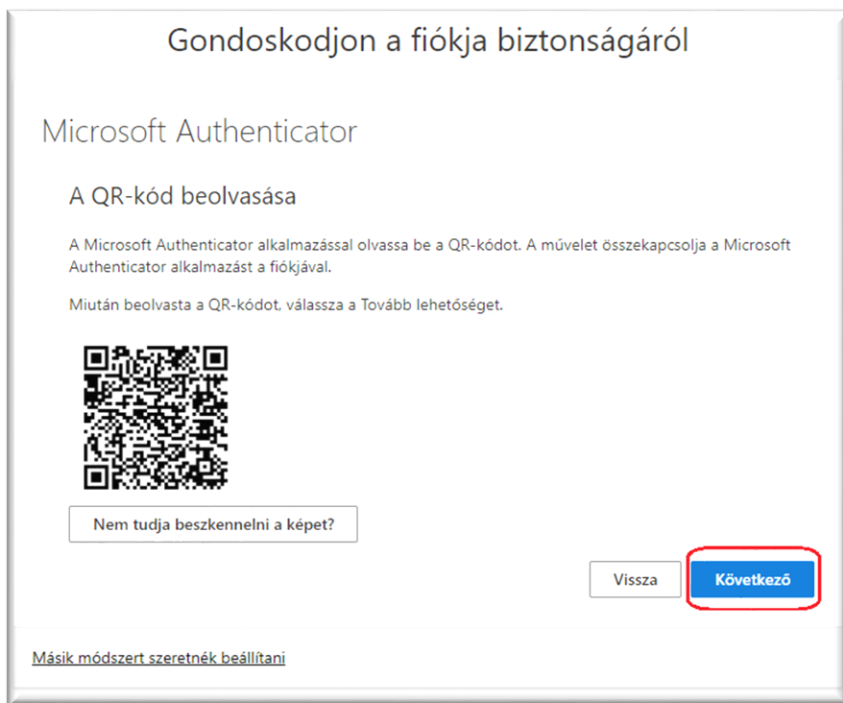 Gondoskodjon a fiókja biztonságáról
Microsoft Authenticator
A QR-kód beolvasása
A Microsoft Authenticator alkalmazással olvassa be a QR-kódot. A művelet összekapcsolja a Microsoft
Authenticator alkalmazást a fiókjával.
Miután beolvasta a QR-kódot, válassza a Tovább lehetőséget.
Nem tudja beszkennelni a képet?
Vissza
Következő
Másik módszert szeretnék beállítani